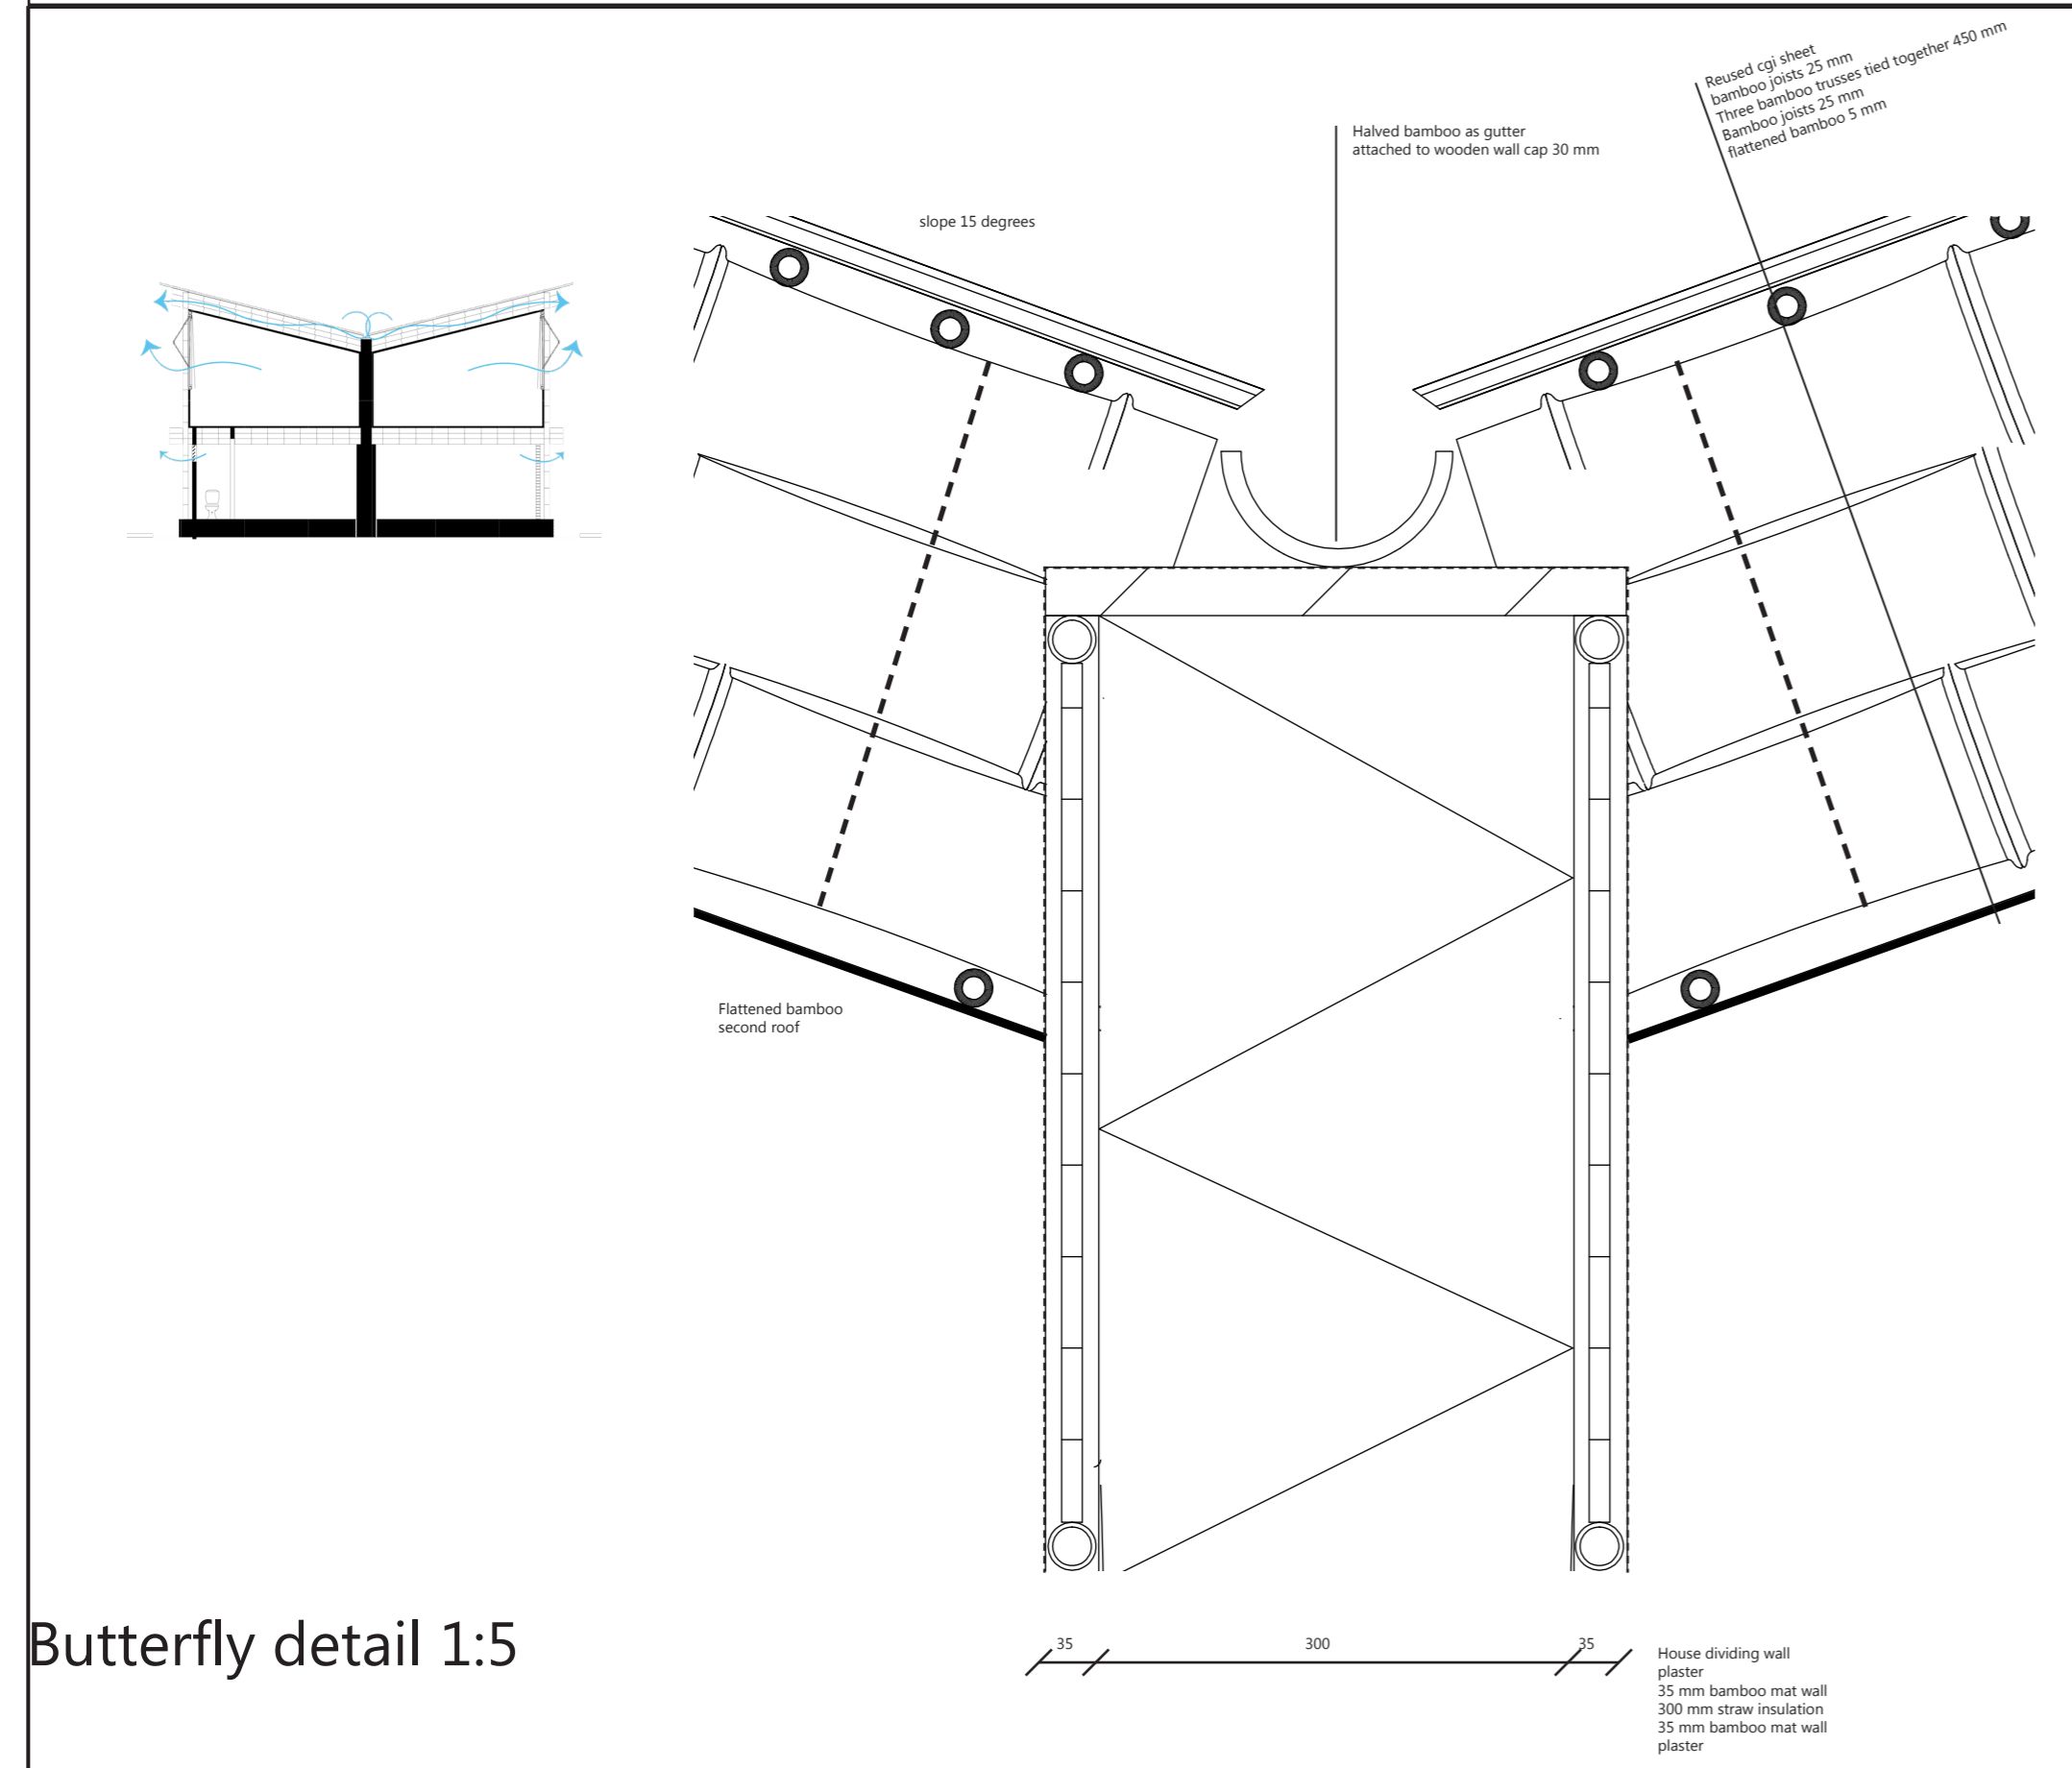 Reused cgi sheet
bamboo joists 25 mm
Three bamboo trusses tied together 450 mm
Bamboo joists 25 mm
flattened bamboo 5 mm
Halved bamboo as gutter
attached to wooden wall cap 30 mm
slope 15 degrees
Flattened bamboo
second roof
Butterfly detail 1:5
35
300
35
House dividing wall
plaster
35 mm bamboo mat wall
300 mm straw insulation
35 mm bamboo mat wall
plaster